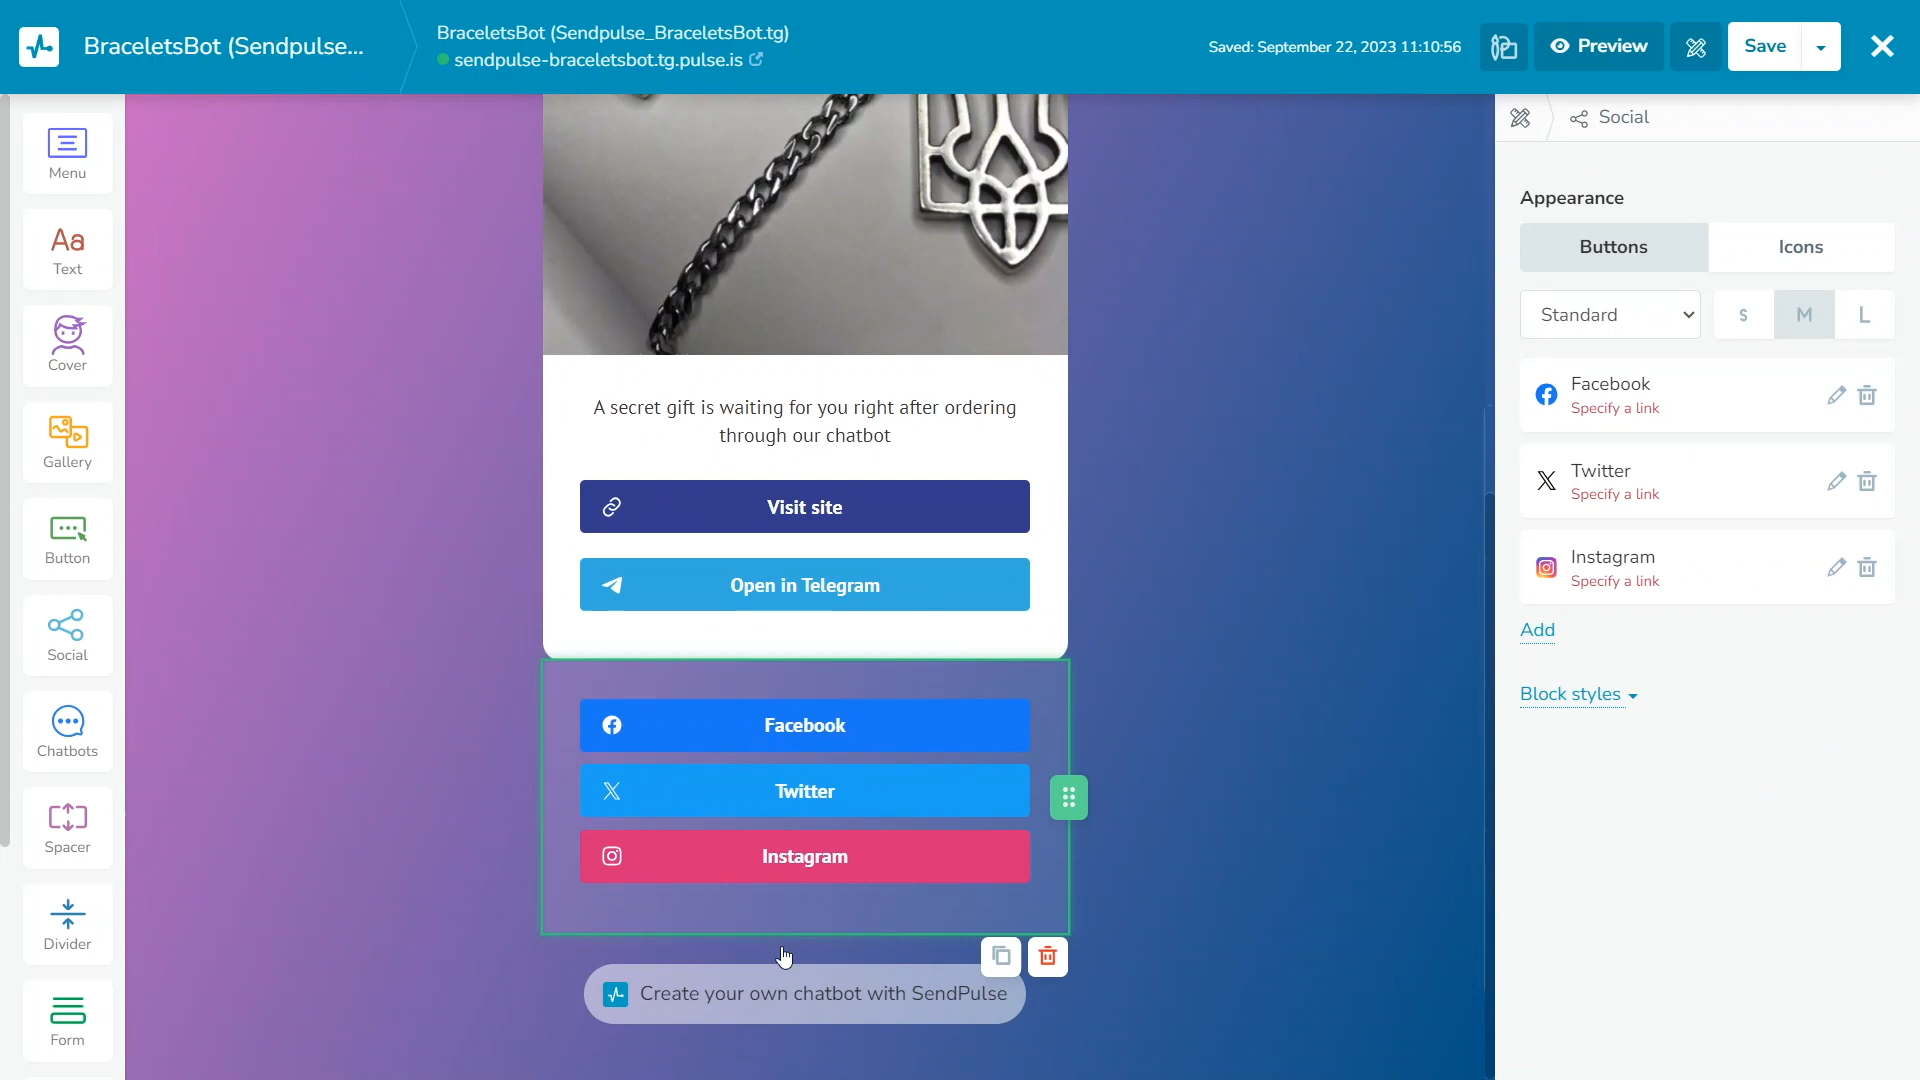 BraceletsBot (Sendpulse...
BraceletsBot (Sendpulse_BraceletsBot.tg)
sendpulse-braceletsbot.tg.pulse.is
Saved: September 22, 2023 11:10:56
Preview
Save
Menu
Aa
Text
Cover
Gallery
Button
Social
Chatbots
Spacer
Divider
Form
A secret gift is waiting for you right after ordering
through our chatbot
Visit site
Open in Telegram
Facebook
Twitter
Instagram
Create your own chatbot with SendPulse
Social
Appearance
Buttons
Icons
Standard
S
M
L
Facebook
Specify a link
Twitter
Specify a link
Instagram
Specify a link
Add
Block styles